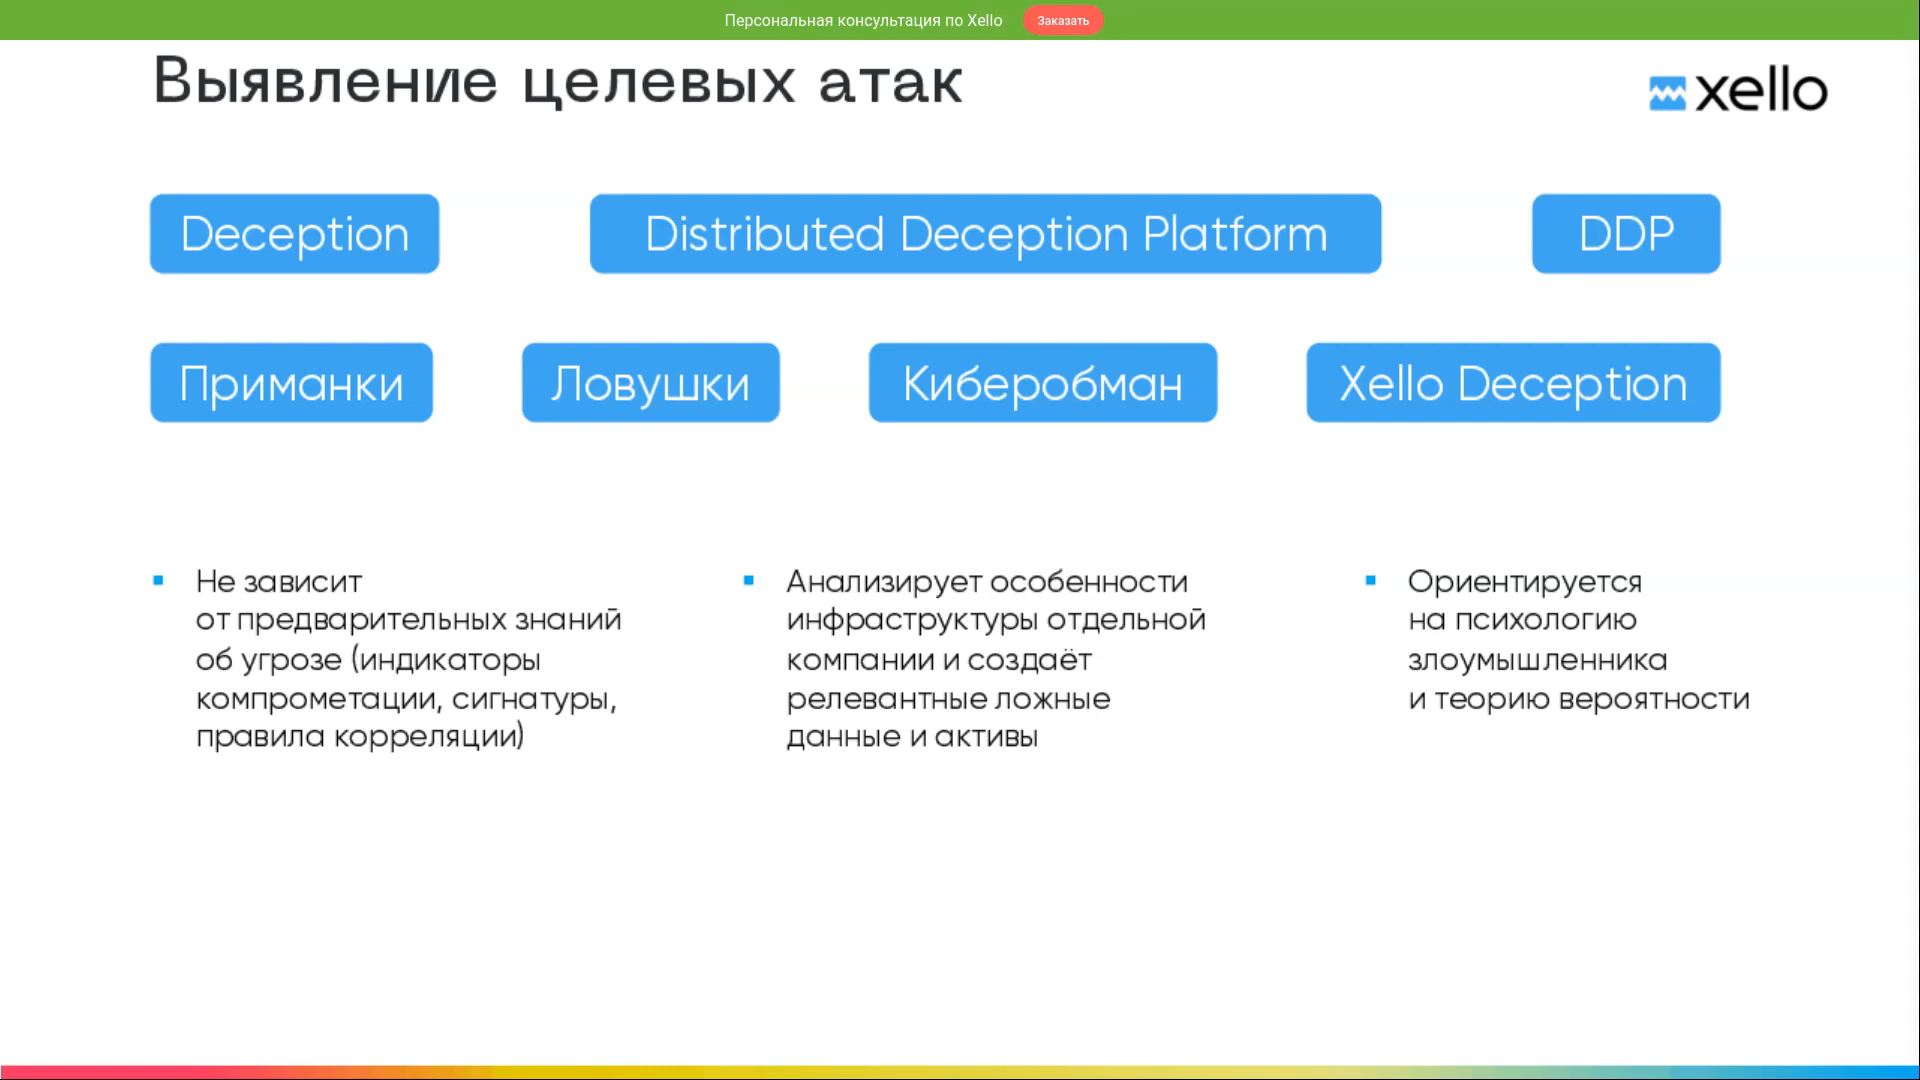 Персональная консультация по Xello Заказать
Выявление целевых атак
xello
Deception Distributed Deception Platform DDP
Приманки Ловушки Киберобман Xello Deception
Не зависит
от предварительных знаний
об угрозе (индикаторы
компрометации, сигнатуры,
правила корреляции)
Анализирует особенности
инфраструктуры отдельной
компании и создаёт
релевантные ложные
данные и активы
Ориентируется
на психологию
злоумышленника
и теорию вероятности